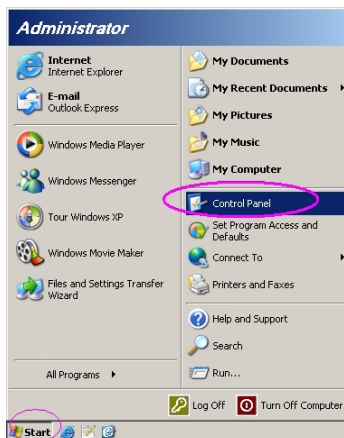 Administrator
Internet
Internet Explorer
E-mail
Outlook Express
Windows Media Player
Windows Messenger
Tour Windows XP
Windows Movie Maker
Files and Settings Transfer
Wizard
All Programs
My Documents
My Recent Documents
My Pictures
My Music
My Computer
Control Panel
Set Program Access and
Defaults
Connect To
Printers and Faxes
Help and Support
Search
Run...
Log Off
Turn Off Computer
Start